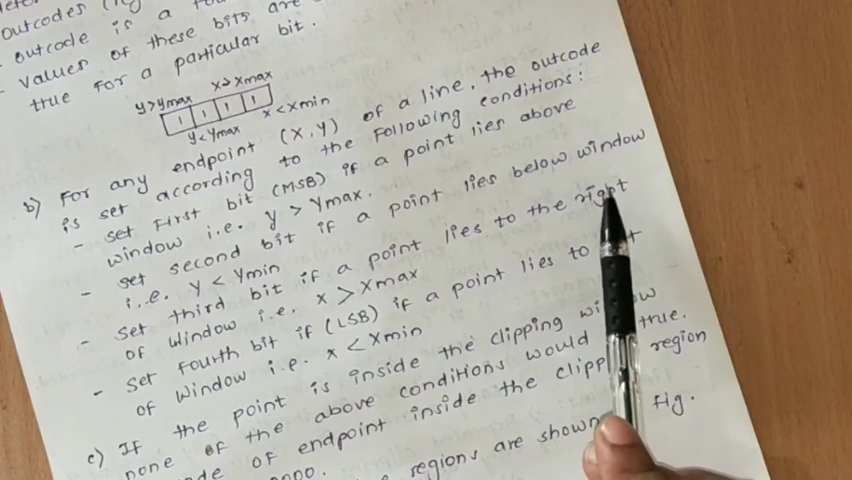 outcodes
- outcode is a
- values of these bits are
true for a particular bit.
y>ymax x>xmax
1 1 1 1
y<ymax x<xmin
b) For any endpoint (x,y) of a line, the outcode
is set according to the following conditions:
- set First bit (MSB) if a point lies above
window i.e. y > ymax.
- set second bit if a point lies below window
i.e. y < ymin
- set third bit if a point lies to the right
of window i.e. x > xmax
- set fourth bit if (LSB) if a point lies to
of window i.e. x < xmin
c) If the point is inside the clipping window
none of the above conditions would true.
of endpoint inside the clipp region
regions are shown fig.